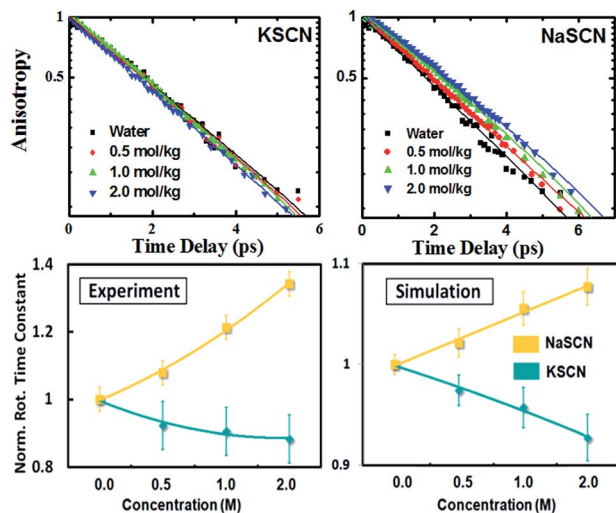 KSCN
Anisotropy
0.5
Water
0.5 mol/kg
1.0 mol/kg
2.0 mol/kg
0 2 4 6
Time Delay (ps)
NaSCN
0.5
Water
0.5 mol/kg
1.0 mol/kg
2.0 mol/kg
0 2 4 6
Time Delay (ps)
Experiment
Norm. Rot. Time Constant
1.4
1.2
1
0.8
0.0 0.5 1.0 2.0
Concentration (M)
Simulation
1.1
1
0.9
NaSCN
KSCN
0.0 0.5 1.0 2.0
Concentration (M)